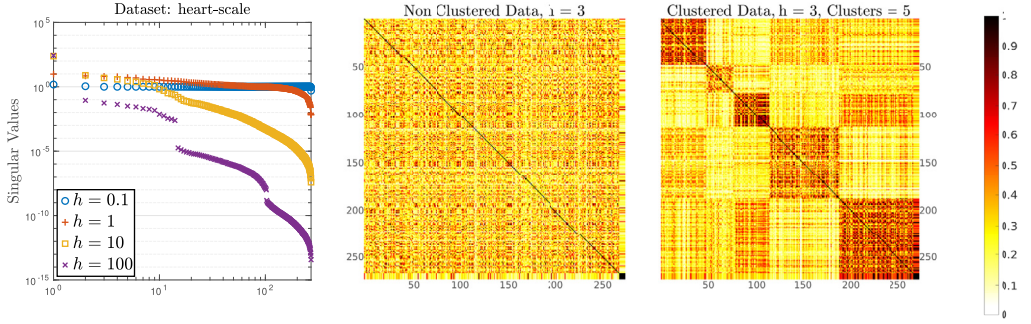 Dataset: heart-scale
Singular Values
10^5
10^0
10^-5
10^-10
10^-15
10^0
10^1
10^2
h = 0.1
h = 1
h = 10
h = 100
Non Clustered Data, h = 3
50
100
150
200
250
50 100 150 200 250
Clustered Data, h = 3, Clusters = 5
50
100
150
200
250
50 100 150 200 250
0.9
0.8
0.7
0.6
0.5
0.4
0.3
0.2
0.1
0